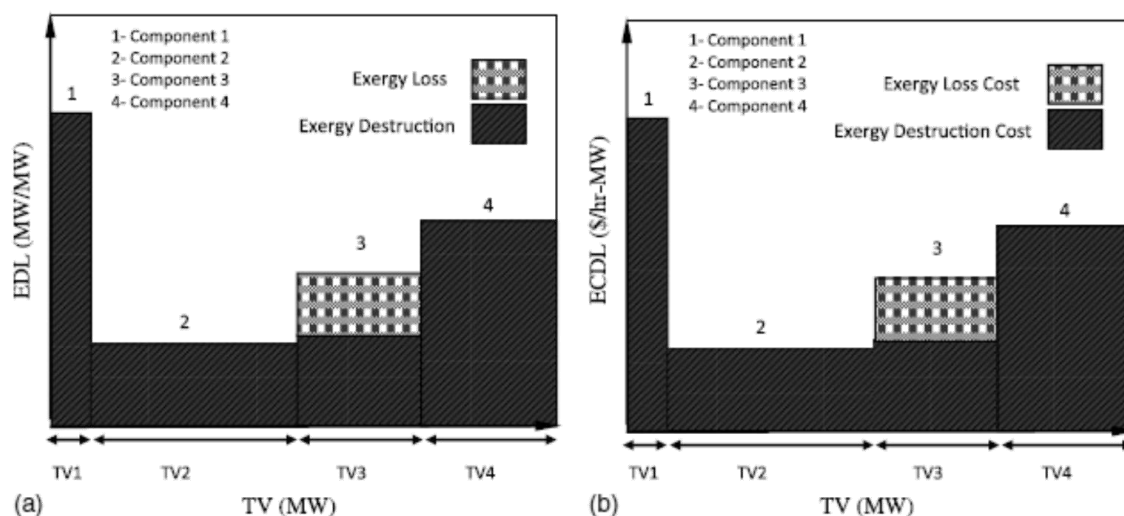 1- Component 1
2- Component 2
3- Component 3
4- Component 4
Exergy Loss
Exergy Destruction
1
2
3
4
EDL (MW/MW)
TV1 TV2 TV3 TV4
(a) TV (MW)
1- Component 1
2- Component 2
3- Component 3
4- Component 4
Exergy Loss Cost
Exergy Destruction Cost
1
2
3
4
ECDL ($/hr-MW)
TV1 TV2 TV3 TV4
(b) TV (MW)